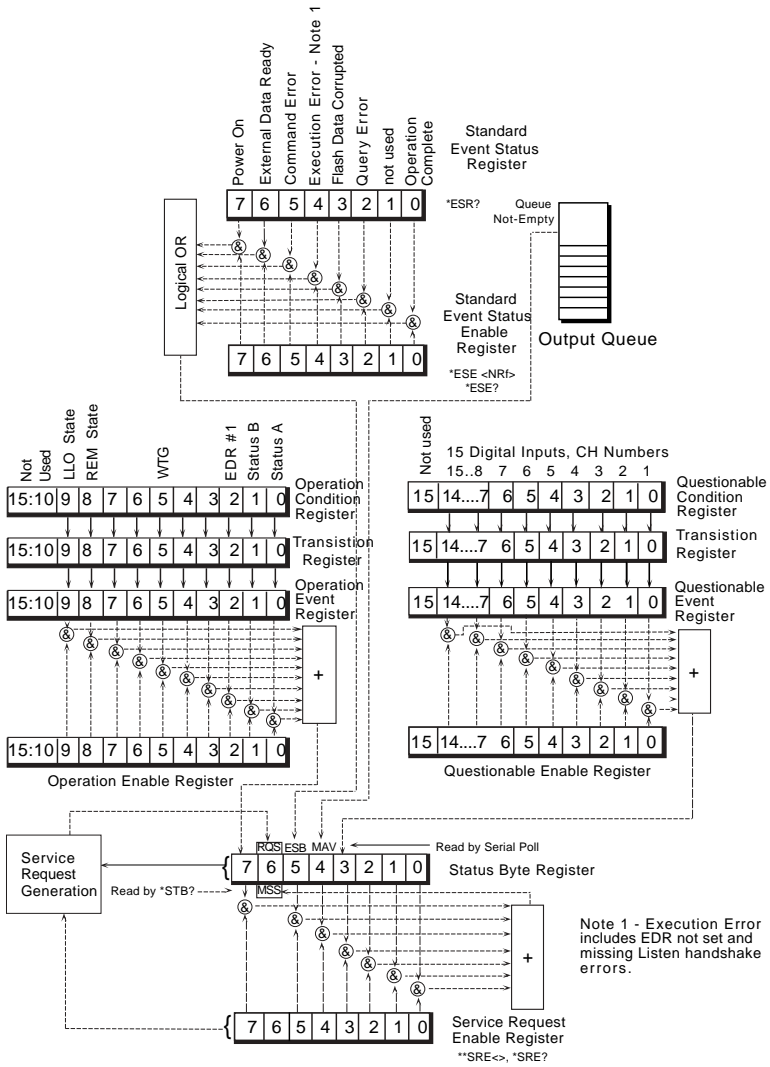 Power On
External Data Ready
Command Error
Execution Error - Note 1
Flash Data Corrupted
Query Error
not used
Operation
Complete
Standard
Event Status
Register
7 6 5 4 3 2 1 0
*ESR?
Queue
Not-Empty
Logical OR
& & & & & & & &
Standard
Event Status
Enable
Register
Output Queue
7 6 5 4 3 2 1 0
*ESE <NRf>
*ESE?
Not
Used
LLO State
REM State
WTG
EDR #1
Status B
Status A
15:10 9 8 7 6 5 4 3 2 1 0
Operation
Condition
Register
15:10 9 8 7 6 5 4 3 2 1 0
Transistion
Register
15:10 9 8 7 6 5 4 3 2 1 0
Operation
Event
Register
& & & & & & & & & &
+
15:10 9 8 7 6 5 4 3 2 1 0
Operation Enable Register
Not used
15 Digital Inputs, CH Numbers
15..8 7 6 5 4 3 2 1
15 14....7 6 5 4 3 2 1 0
Questionable
Condition
Register
15 14....7 6 5 4 3 2 1 0
Transistion
Register
15 14....7 6 5 4 3 2 1 0
Questionable
Event
Register
& & & & & & & & &
+
15 14....7 6 5 4 3 2 1 0
Questionable Enable Register
Service
Request
Generation
RQS ESB MAV
Read by Serial Poll
{ 7 6 5 4 3 2 1 0
Status Byte Register
Read by *STB?
MSS
& & & & & & &
+
Note 1 - Execution Error
includes EDR not set and
missing Listen handshake
errors.
{ 7 6 5 4 3 2 1 0
Service Request
Enable Register
**SRE<>, *SRE?